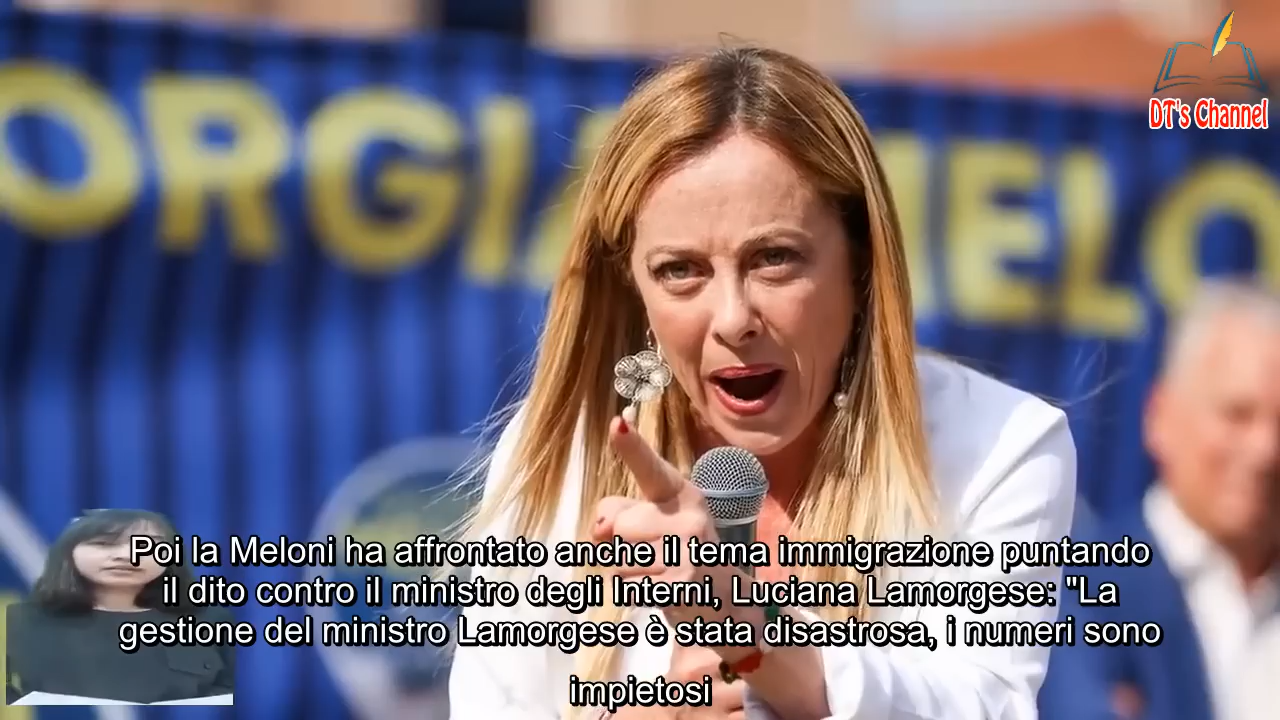 ORGIA MELO
DT's Channel
Poi la Meloni ha affrontato anche il tema immigrazione puntando
il dito contro il ministro degli Interni, Luciana Lamorgese: "La
gestione del ministro Lamorgese è stata disastrosa, i numeri sono
impietosi